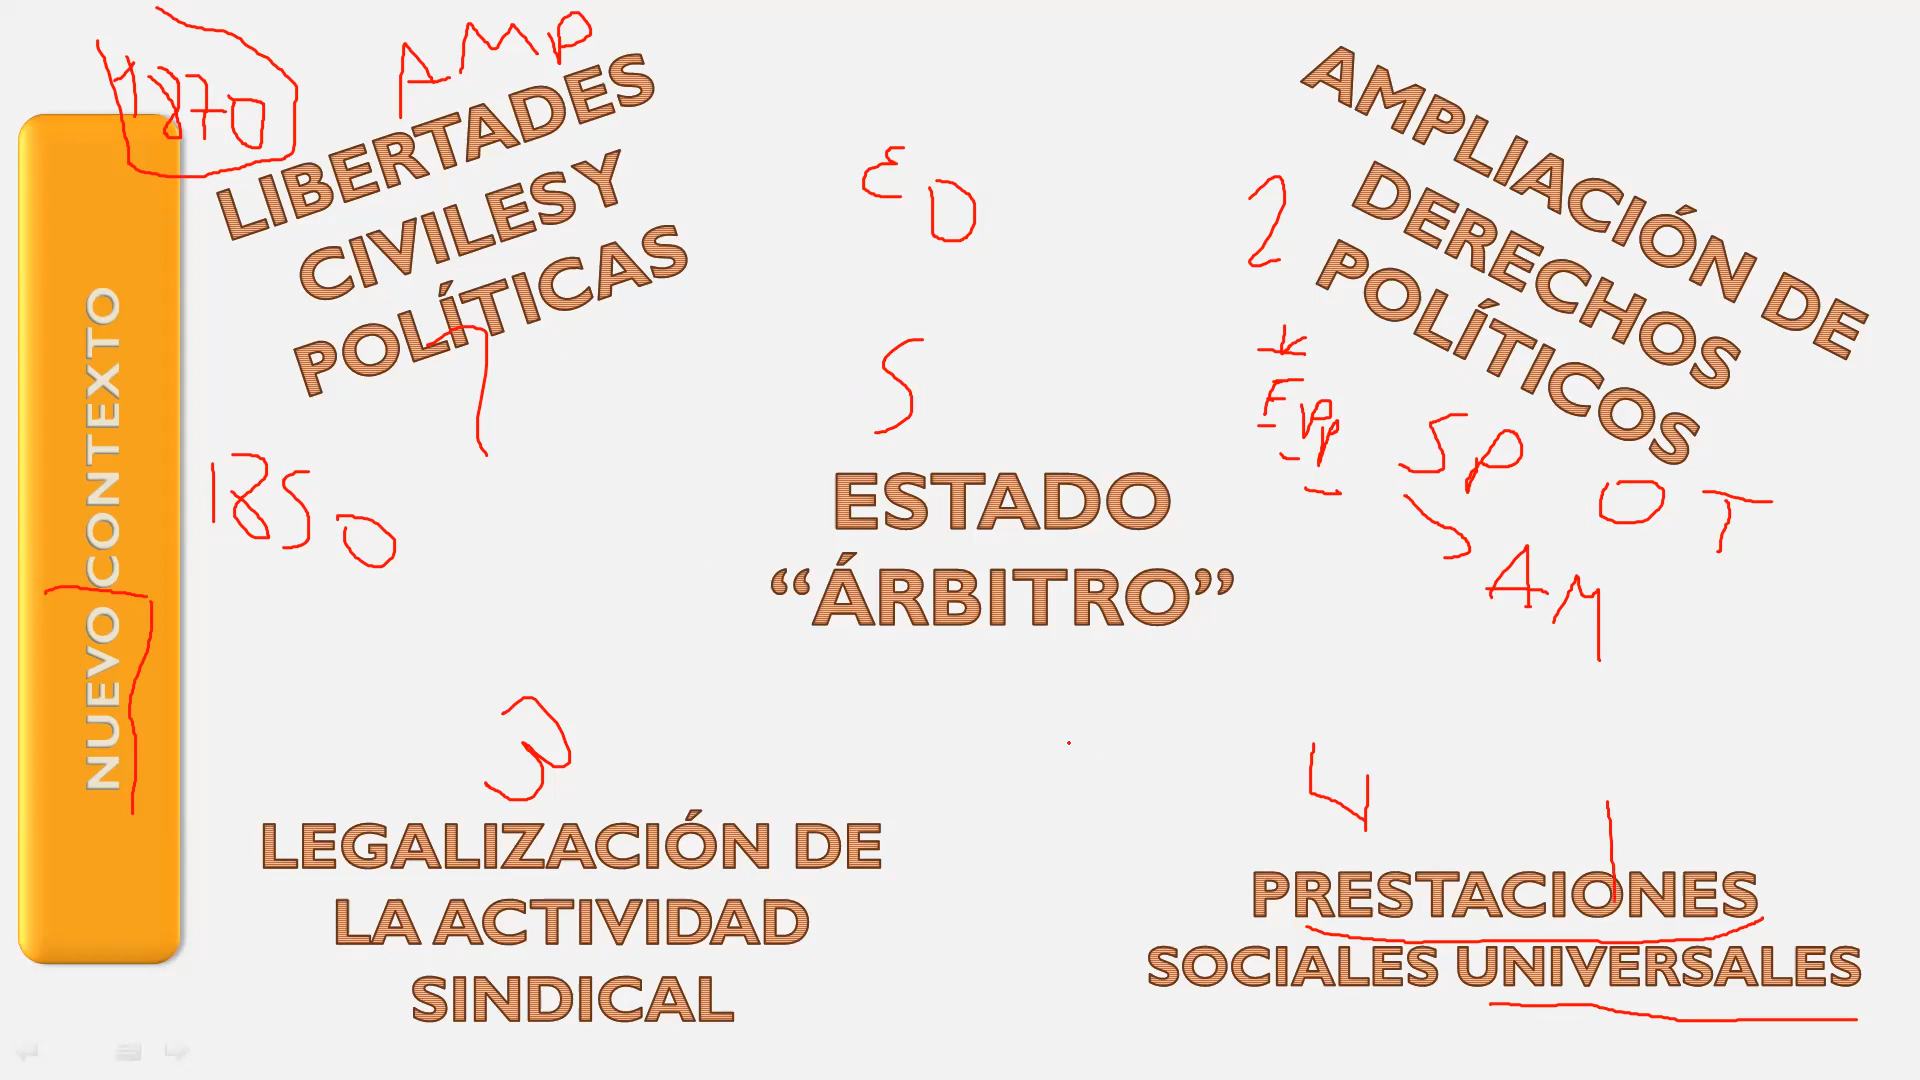 1870
AMP
LIBERTADES
CIVILES Y
POLÍTICAS
1850
ED
S
2
AMPLIACIÓN DE
DERECHOS
POLÍTICOS
SP
OT
SAM
NUEVO CONTEXTO
ESTADO
“ÁRBITRO”
3
LEGALIZACIÓN DE
LA ACTIVIDAD
SINDICAL
4
PRESTACIONES
SOCIALES UNIVERSALES